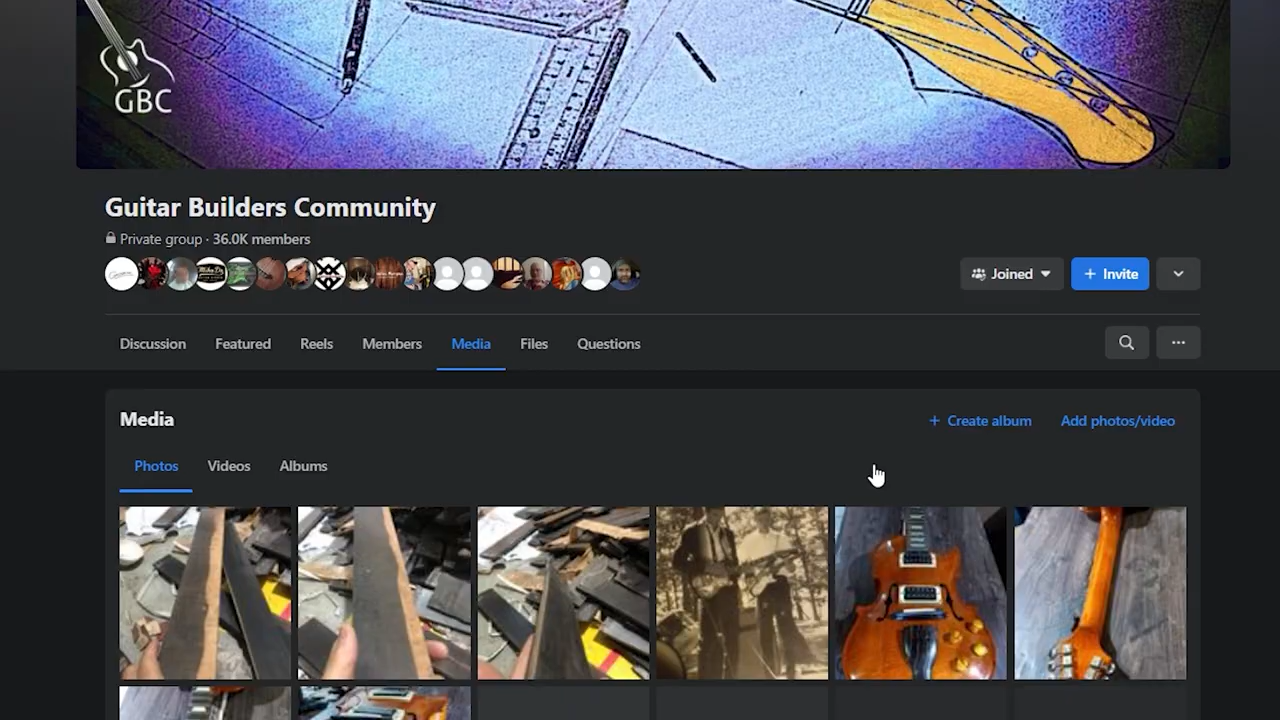 GBC
Guitar Builders Community
Private group · 36.0K members
Joined
+ Invite
Discussion
Featured
Reels
Members
Media
Files
Questions
Media
+ Create album
Add photos/video
Photos
Videos
Albums